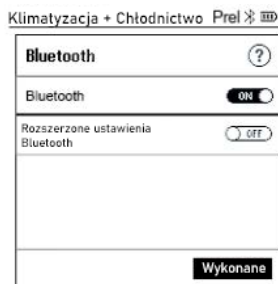 Klimatyzacja + Chłodnictwo Prel
Bluetooth ?
Bluetooth ON
Rozszerzone ustawienia OFF
Bluetooth
Wykonane